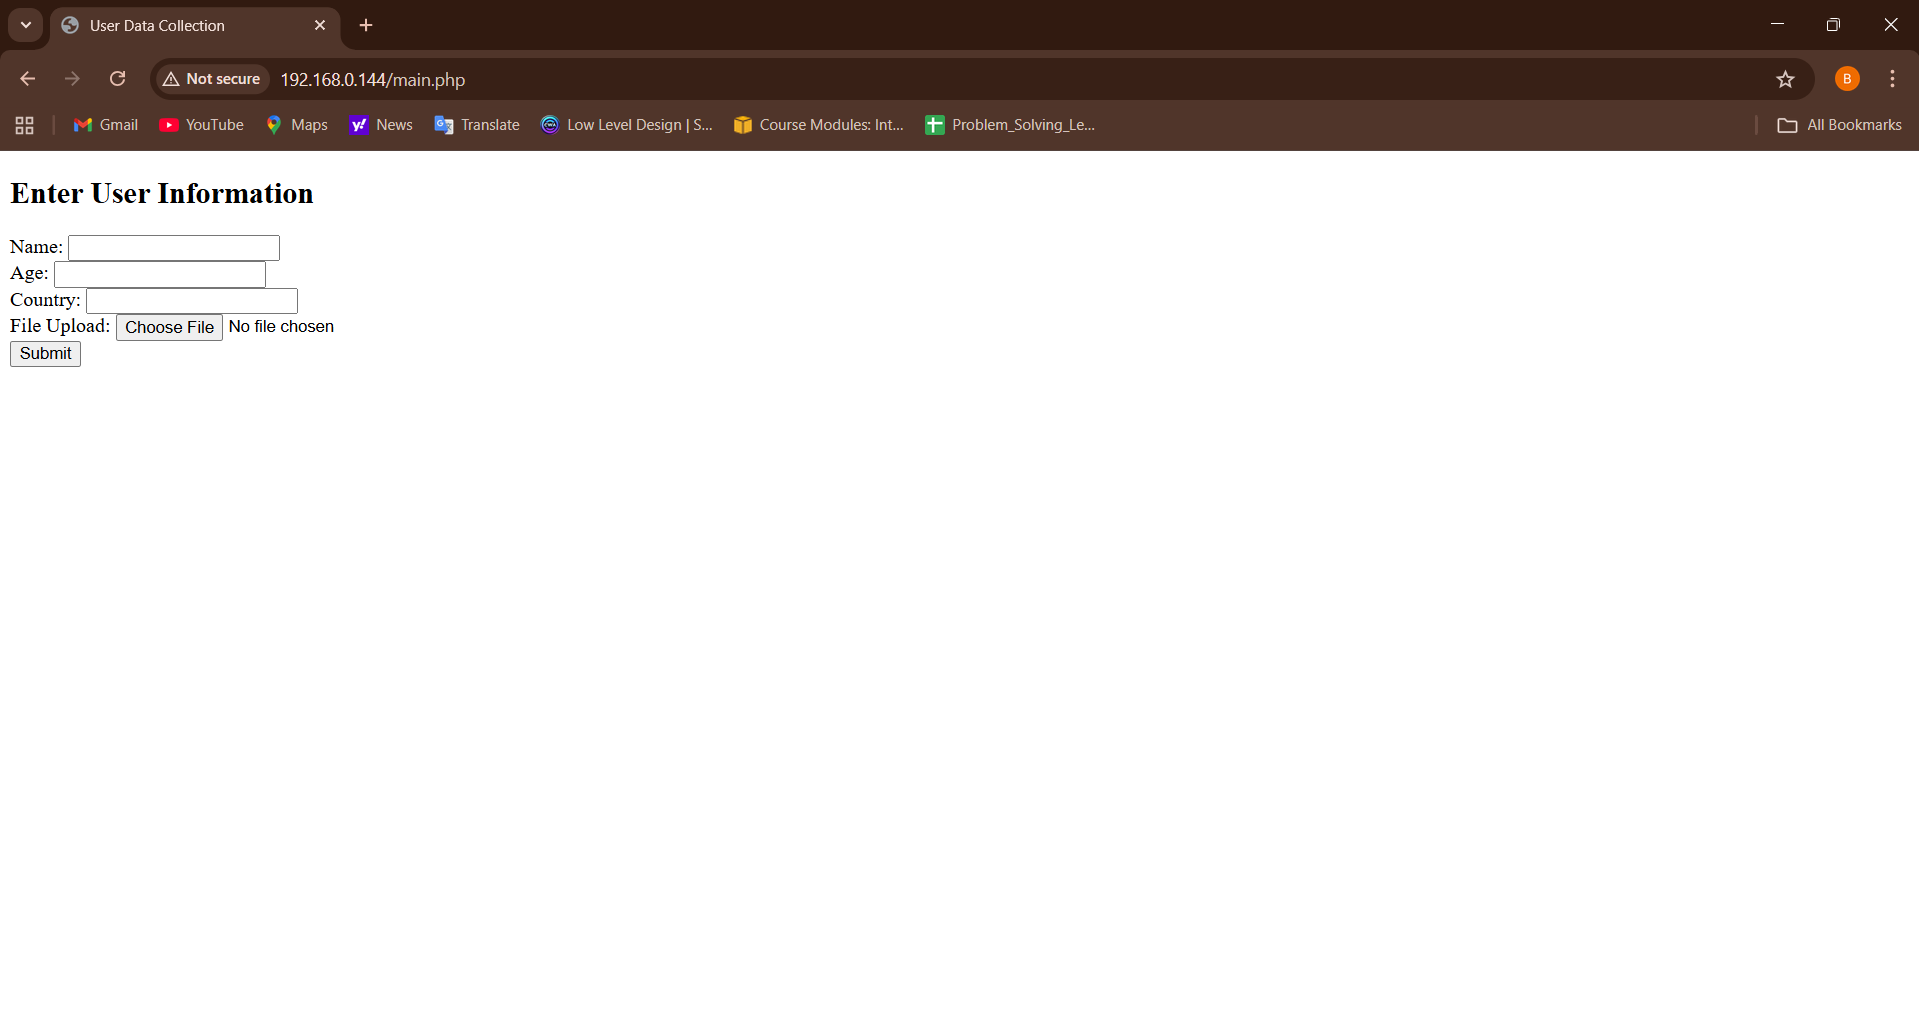 User Data Collection
Not secure 192.168.0.144/main.php B
Gmail YouTube Maps y! News Translate Low Level Design | S... Course Modules: Int... Problem_Solving_Le... All Bookmarks
Enter User Information
Name:
Age:
Country:
File Upload: Choose File No file chosen
Submit